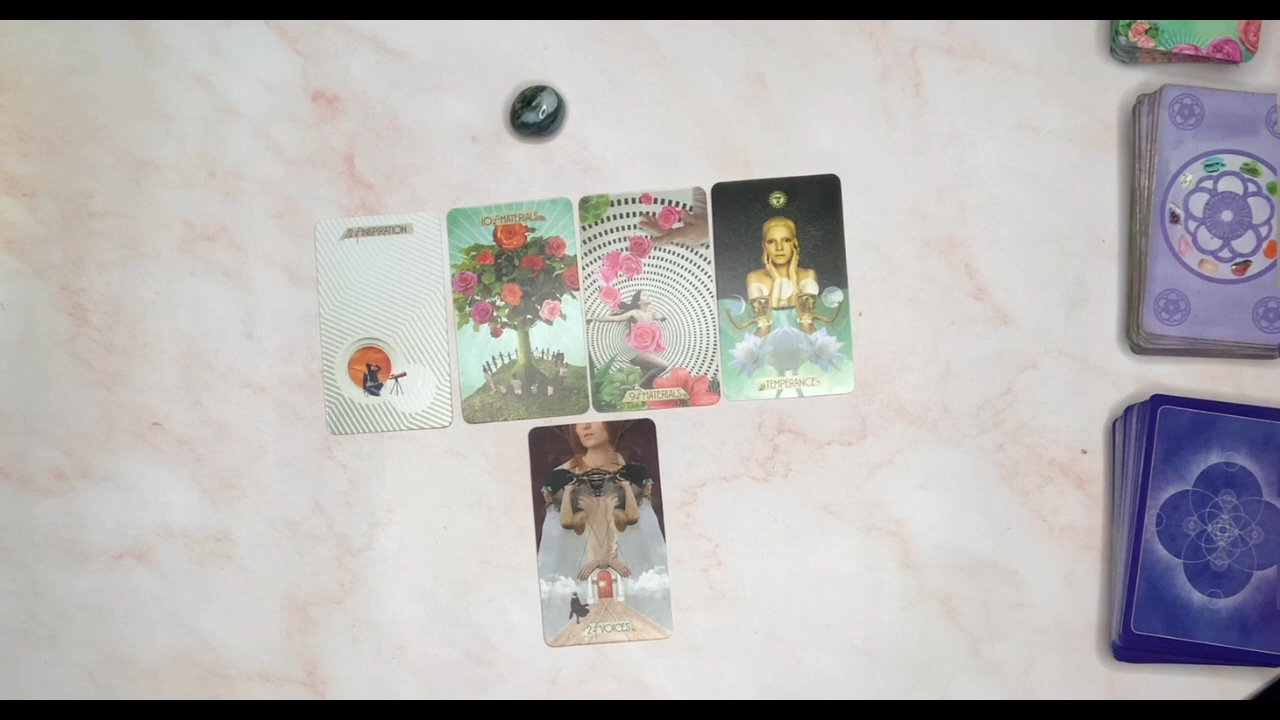 2 of INSPIRATION
10 of MATERIALS
9 of MATERIALS
TEMPERANCE
2 of VOICES